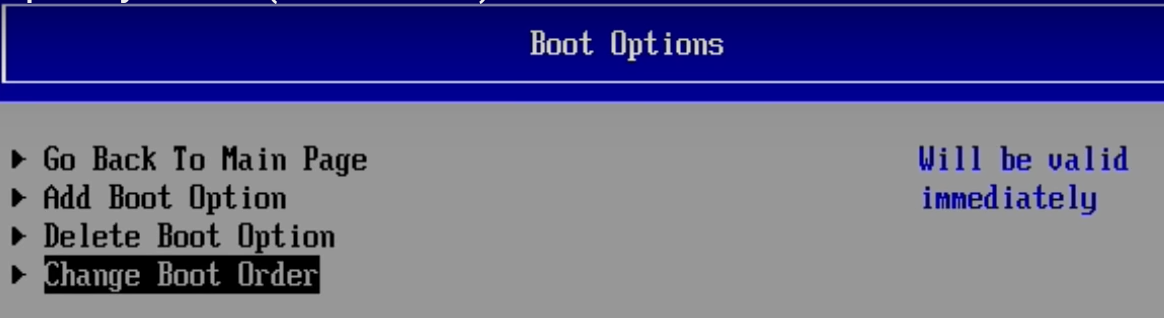 Boot Options
Go Back To Main Page
Add Boot Option
Delete Boot Option
Change Boot Order
Will be valid
immediately